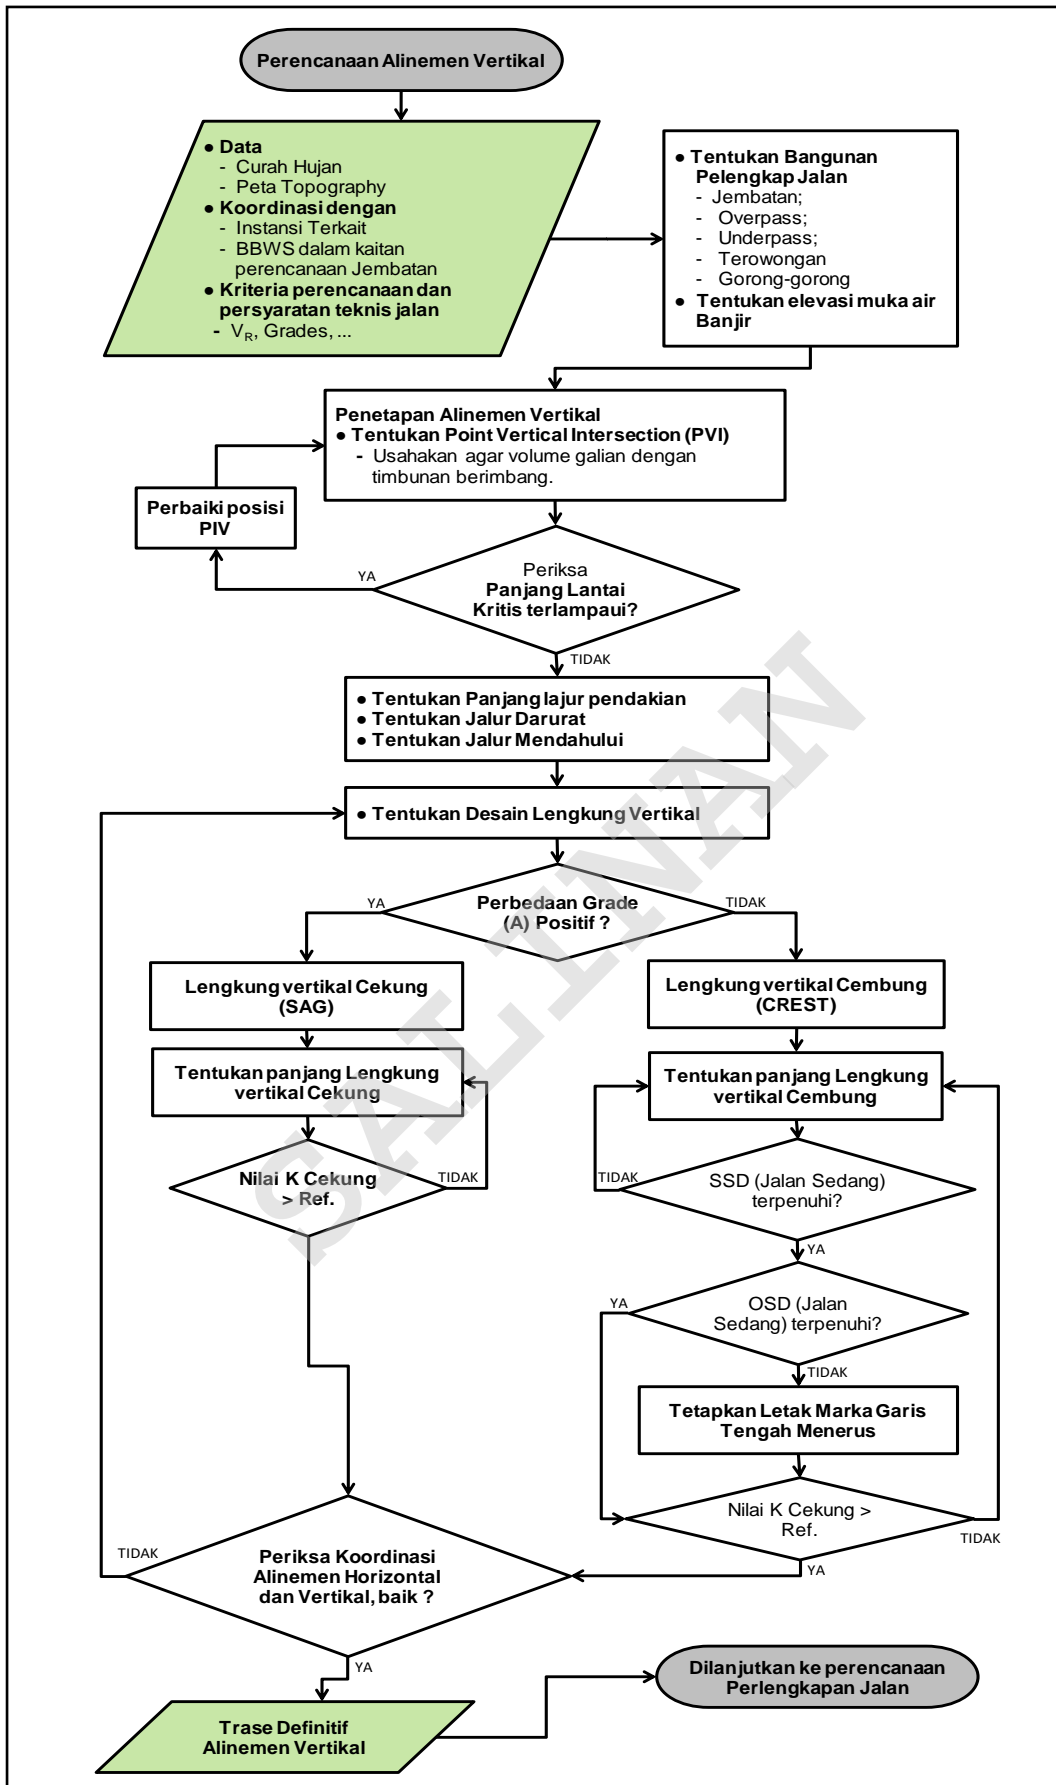 Perencanaan Alinemen Vertikal
● Data
- Curah Hujan
- Peta Topography
● Koordinasi dengan
- Instansi Terkait
- BBWS dalam kaitan
perencanaan Jembatan
● Kriteria perencanaan dan
persyaratan teknis jalan
- VR, Grades, ...
● Tentukan Bangunan
Pelengkap Jalan
- Jembatan;
- Overpass;
- Underpass;
- Terowongan
- Gorong-gorong
● Tentukan elevasi muka air
Banjir
Penetapan Alinemen Vertikal
● Tentukan Point Vertical Intersection (PVI)
- Usahakan agar volume galian dengan
timbunan berimbang.
Perbaiki posisi
PIV
Periksa
Panjang Lantai
Kritis terlampaui?
YA
TIDAK
● Tentukan Panjang lajur pendakian
● Tentukan Jalur Darurat
● Tentukan Jalur Mendahului
● Tentukan Desain Lengkung Vertikal
Perbedaan Grade
(A) Positif ?
YA
TIDAK
Lengkung vertikal Cekung
(SAG)
Tentukan panjang Lengkung
vertikal Cekung
Nilai K Cekung
> Ref.
TIDAK
Lengkung vertikal Cembung
(CREST)
Tentukan panjang Lengkung
vertikal Cembung
SSD (Jalan Sedang)
terpenuhi?
TIDAK
YA
OSD (Jalan
Sedang) terpenuhi?
YA
TIDAK
Tetapkan Letak Marka Garis
Tengah Menerus
Nilai K Cekung >
Ref.
TIDAK
YA
Periksa Koordinasi
Alinemen Horizontal
dan Vertikal, baik ?
TIDAK
YA
Trase Definitif
Alinemen Vertikal
Dilanjutkan ke perencanaan
Perlengkapan Jalan
SALINAN